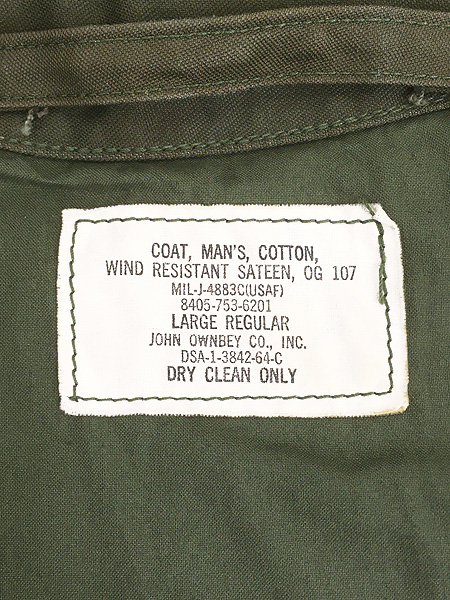 COAT, MAN'S, COTTON,
WIND RESISTANT SATEEN, OG 107
MIL-J-4883C(USAF)
8405-753-6201
LARGE REGULAR
JOHN OWNBEY CO., INC.
DSA-1-3842-64-C
DRY CLEAN ONLY